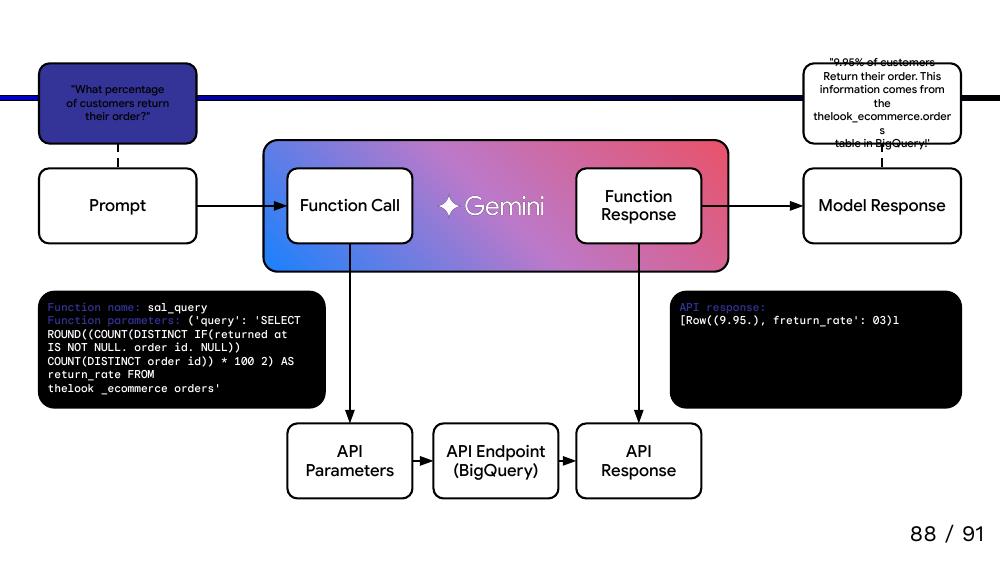 "What percentage
of customers return
their order?"
"9.95% of customers
Return their order. This
information comes from
the
thelook_ecommerce.order
s
table in BigQuery!'
Prompt
Function Call
Gemini
Function
Response
Model Response
Function name: sal_query
Function parameters: ('query': 'SELECT
ROUND((COUNT(DISTINCT IF(returned at
IS NOT NULL. order id. NULL))
COUNT(DISTINCT order id)) * 100 2) AS
return_rate FROM
thelook _ecommerce orders'
API response:
[Row((9.95.), freturn_rate': 03)l
API
Parameters
API Endpoint
(BigQuery)
API
Response
88 / 91